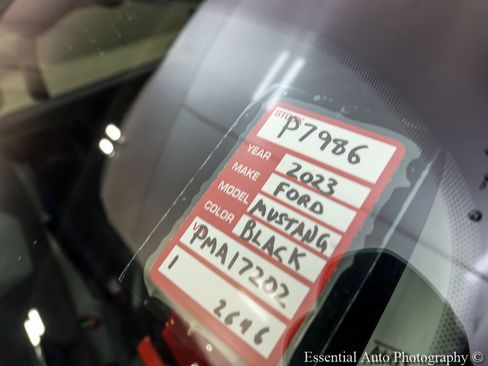 STOCK
P7986
YEAR 2023
MAKE FORD
MODEL MUSTANG
COLOR BLACK
PMA17202
1 2646
Essential Auto Photography ©